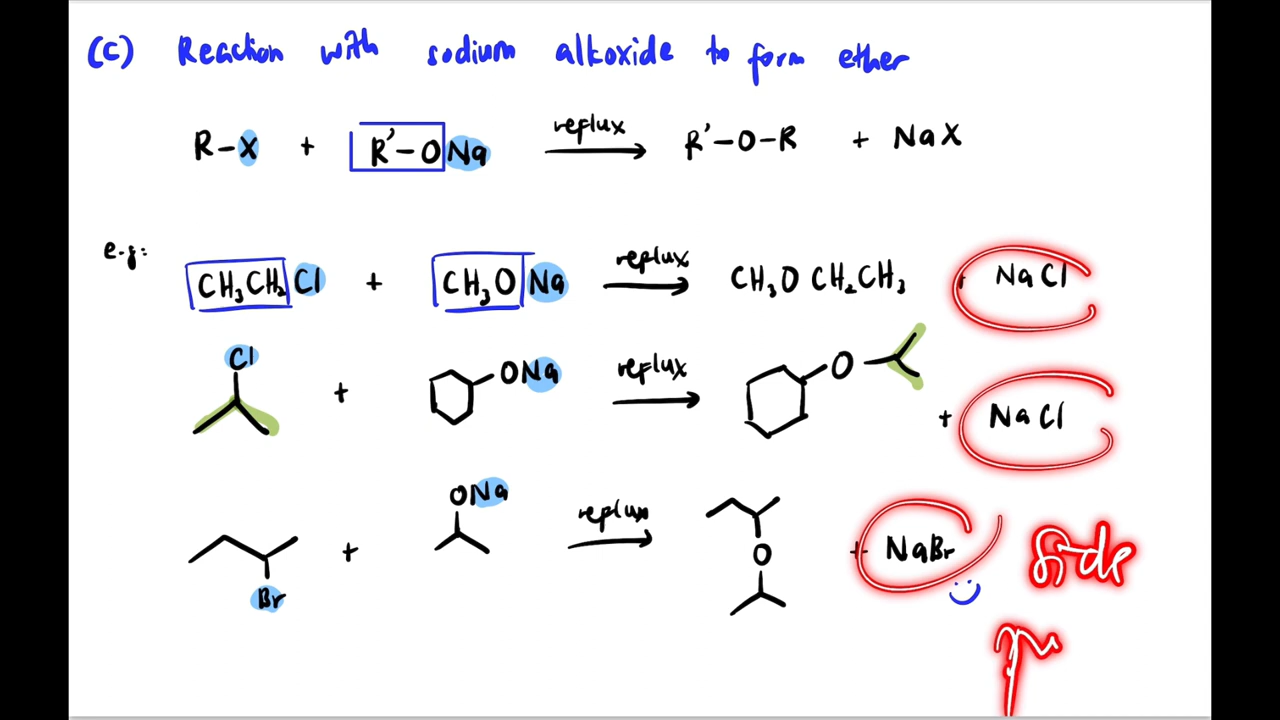 (C) Reaction with sodium alkoxide to form ether
R-X + R'-ONa reflux R'-O-R + NaX
e.g:
CH₃CH₂Cl + CH₃ONa reflux CH₃OCH₂CH₃ + NaCl
Cl + ONa reflux O + NaCl
Br + ONa reflux O + NaBr
side